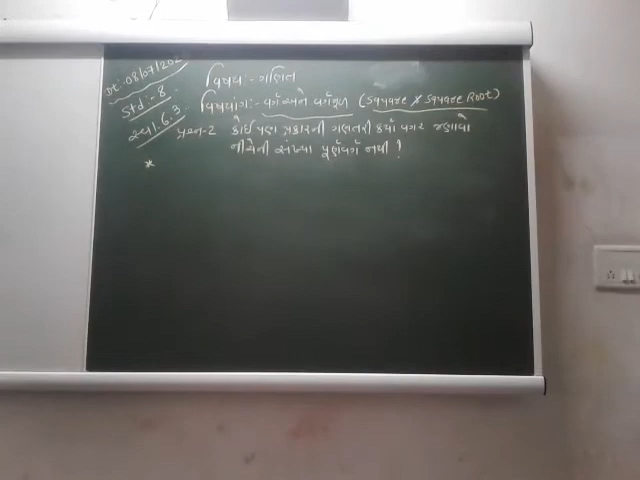 Dt:-08/07/202
Std:-8
સ્વા.6.3
વિષય:-ગણિત
વિષયાંગ:-વર્ગ અને વર્ગમૂળ (Square & Square Root)
પ્રશ્ન-2 કોઈ પણ પ્રકારની ગણતરી કર્યા વગર જણાવો
નીચેની સંખ્યા પૂર્ણવર્ગ નથી !
*